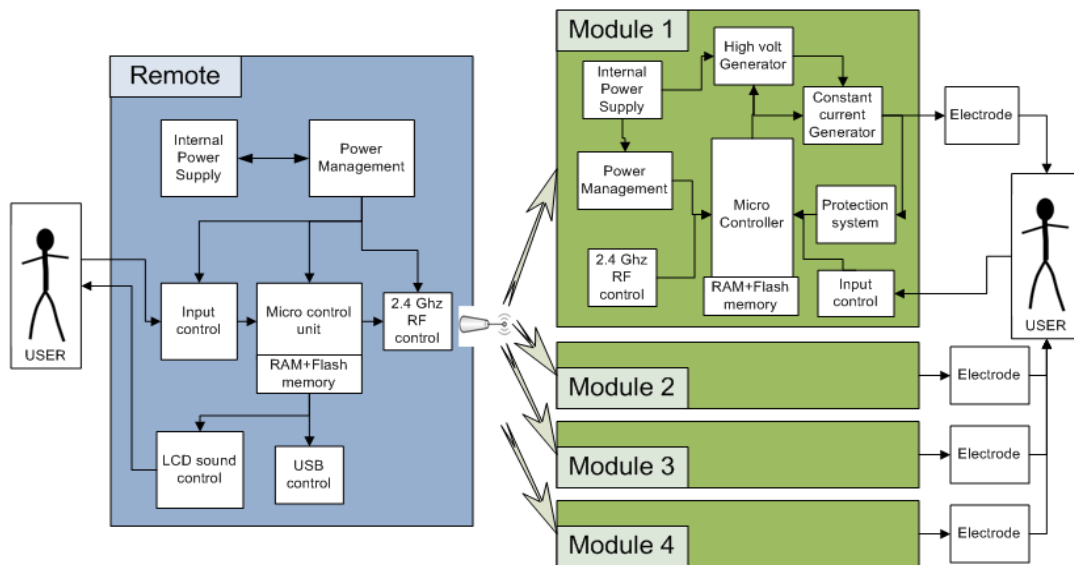 Remote
Internal
Power
Supply
Power
Management
USER
Input
control
Micro control
unit
RAM+Flash
memory
2.4 Ghz
RF
control
LCD sound
control
USB
control
Module 1
Internal
Power
Supply
High volt
Generator
Constant
current
Generator
Power
Management
Micro
Controller
RAM+Flash
memory
Protection
system
2.4 Ghz
RF control
Input
control
Electrode
USER
Module 2
Electrode
Module 3
Electrode
Module 4
Electrode